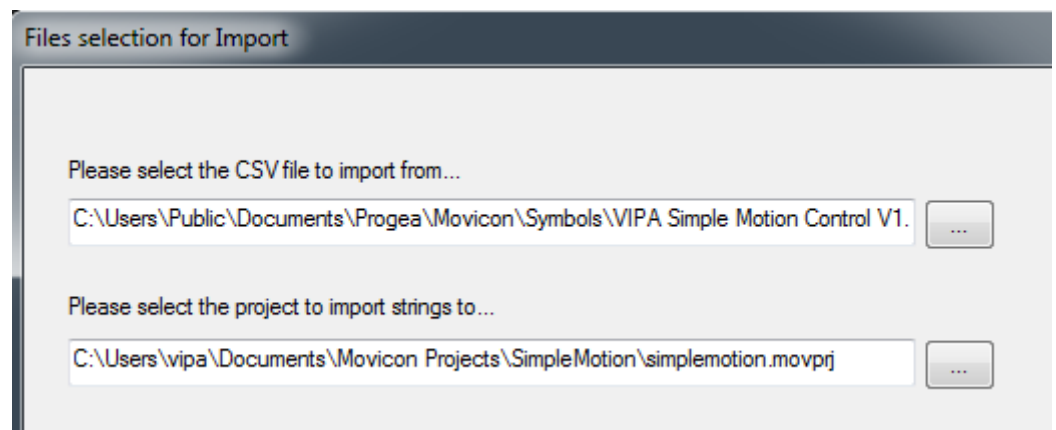 Files selection for Import
Please select the CSV file to import from...
C:\Users\Public\Documents\Progea\Movicon\Symbols\VIPA Simple Motion Control V1.
...
Please select the project to import strings to...
C:\Users\vipa\Documents\Movicon Projects\SimpleMotion\simplemotion.movprj
...